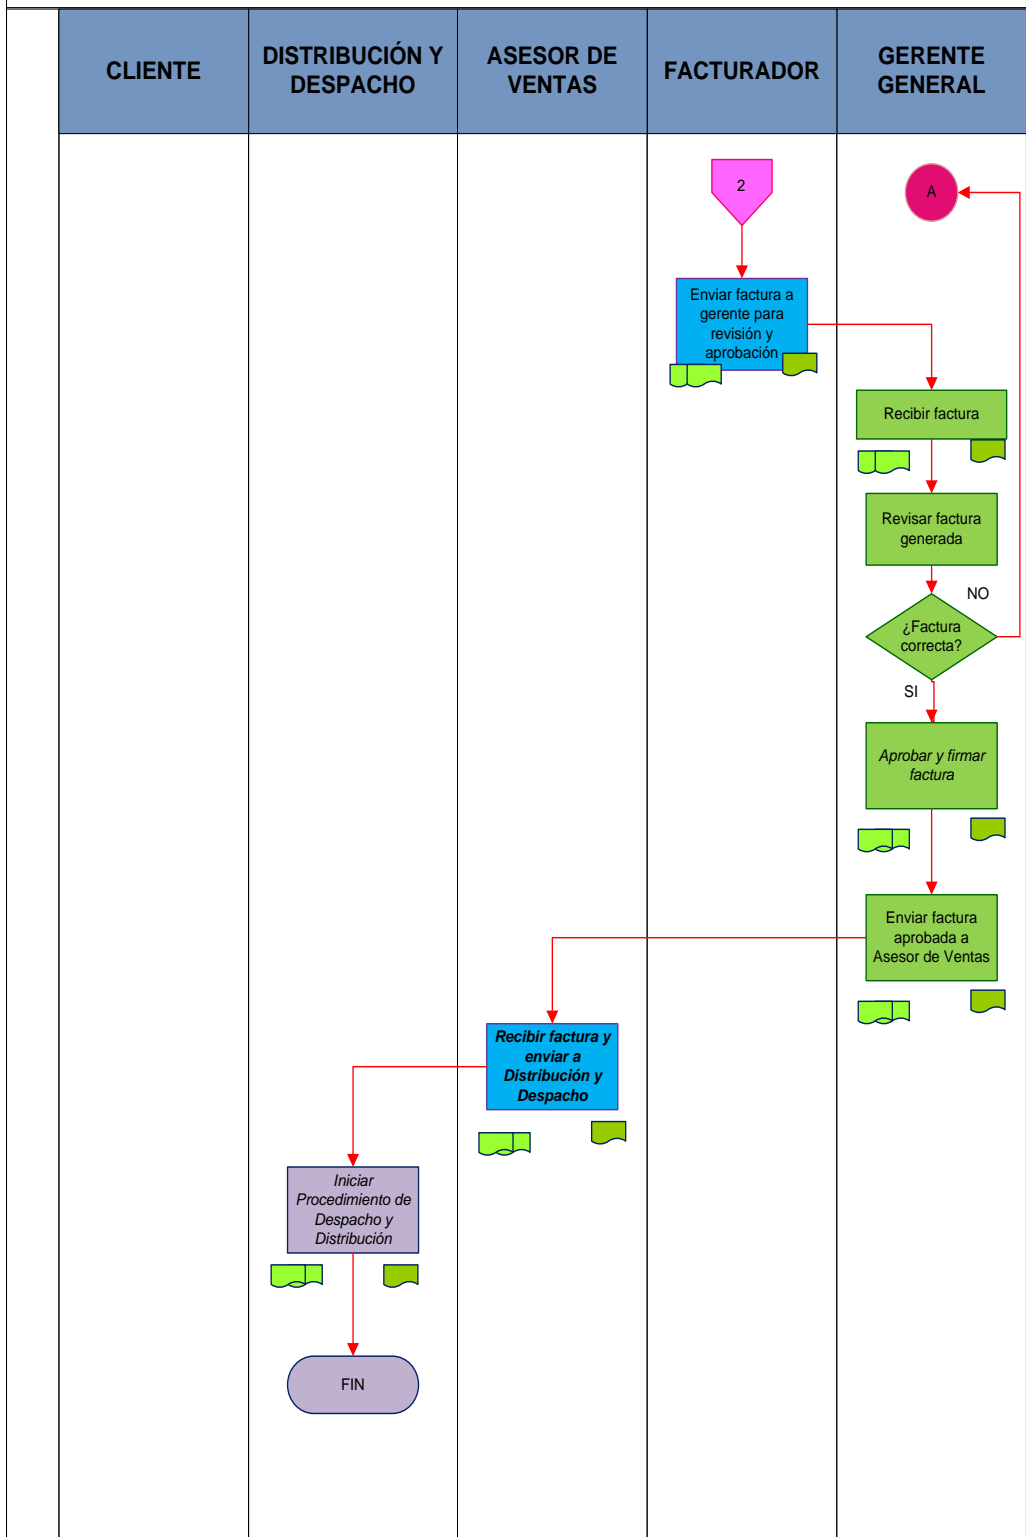 CLIENTE
DISTRIBUCIÓN Y
DESPACHO
ASESOR DE
VENTAS
FACTURADOR
GERENTE
GENERAL
2
A
Enviar factura a
gerente para
revisión y
aprobación
Recibir factura
Revisar factura
generada
NO
¿Factura
correcta?
SI
Aprobar y firmar
factura
Enviar factura
aprobada a
Asesor de Ventas
Recibir factura y
enviar a
Distribución y
Despacho
Iniciar
Procedimiento de
Despacho y
Distribución
FIN